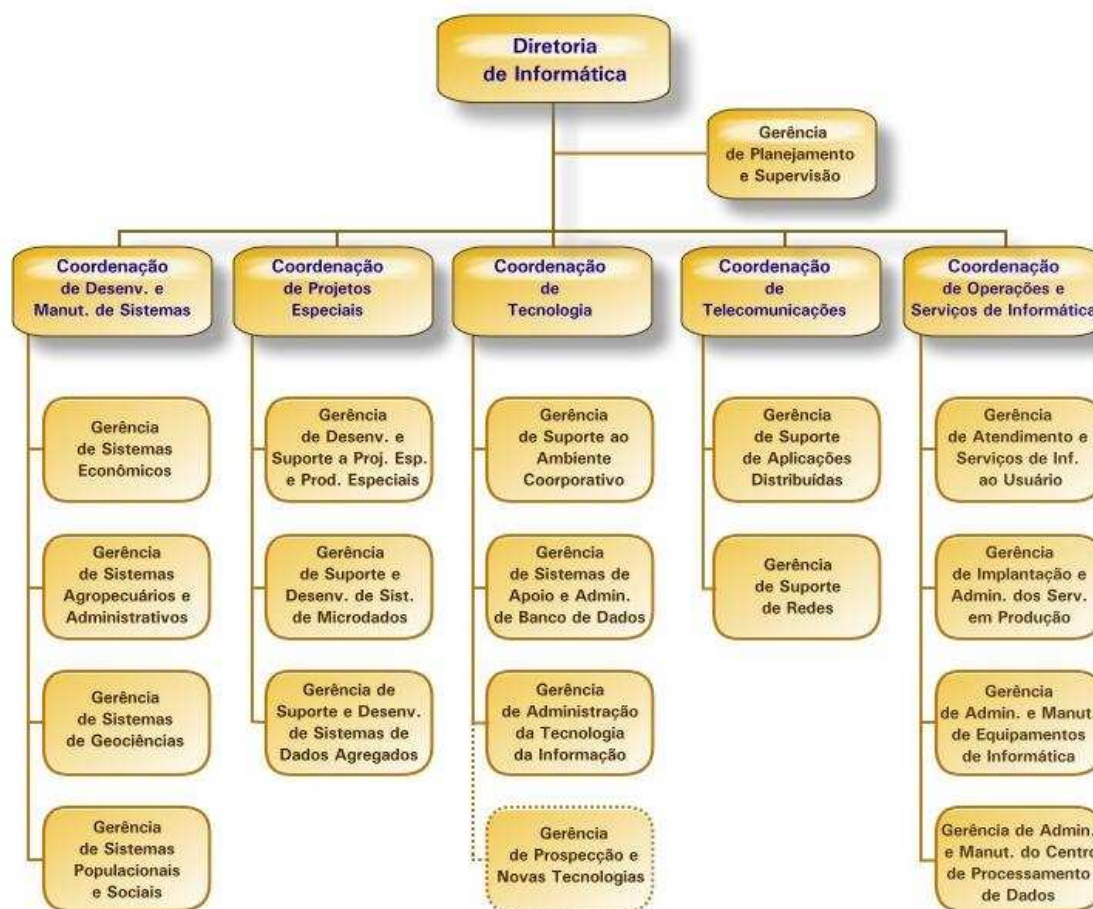 Diretoria
de Informática
Gerência
de Planejamento
e Supervisão
Coordenação
de Desenv. e
Manut. de Sistemas
Coordenação
de Projetos
Especiais
Coordenação
de
Tecnologia
Coordenação
de
Telecomunicações
Coordenação
de Operações e
Serviços de Informática
Gerência
de Sistemas
Econômicos
Gerência
de Sistemas
Agropecuários e
Administrativos
Gerência
de Sistemas
de Geociências
Gerência
de Sistemas
Populacionais
e Sociais
Gerência
de Desenv. e
Suporte a Proj. Esp.
e Prod. Especiais
Gerência
de Suporte e
Desenv. de Sist.
de Microdados
Gerência de
Suporte e Desenv.
de Sistemas de
Dados Agregados
Gerência
de Suporte ao
Ambiente
Coorporativo
Gerência
de Sistemas de
Apoio e Admin.
de Banco de Dados
Gerência
de Administração
da Tecnologia
da Informação
Gerência
de Prospecção e
Novas Tecnologias
Gerência
de Suporte
de Aplicações
Distribuídas
Gerência
de Suporte
de Redes
Gerência
de Atendimento e
Serviços de Inf.
ao Usuário
Gerência
de Implantação e
Admin. dos Serv.
em Produção
Gerência
de Admin. e Manut.
de Equipamentos
de Informática
Gerência de Admin.
e Manut. do Centro
de Processamento
de Dados